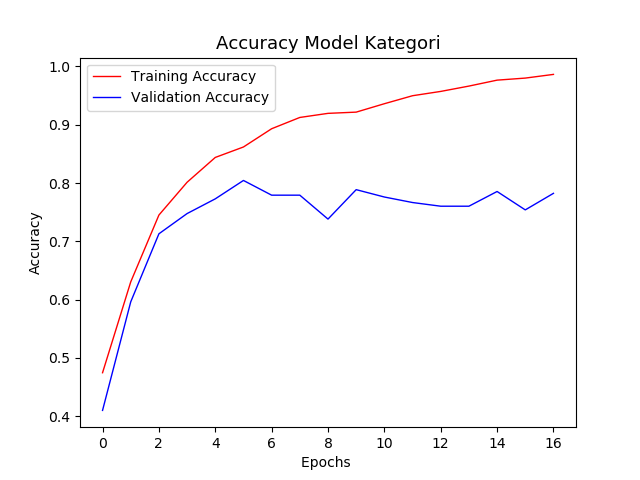 Accuracy Model Kategori
Training Accuracy
Validation Accuracy
1.0
0.9
0.8
0.7
0.6
0.5
0.4
Accuracy
0 2 4 6 8 10 12 14 16
Epochs